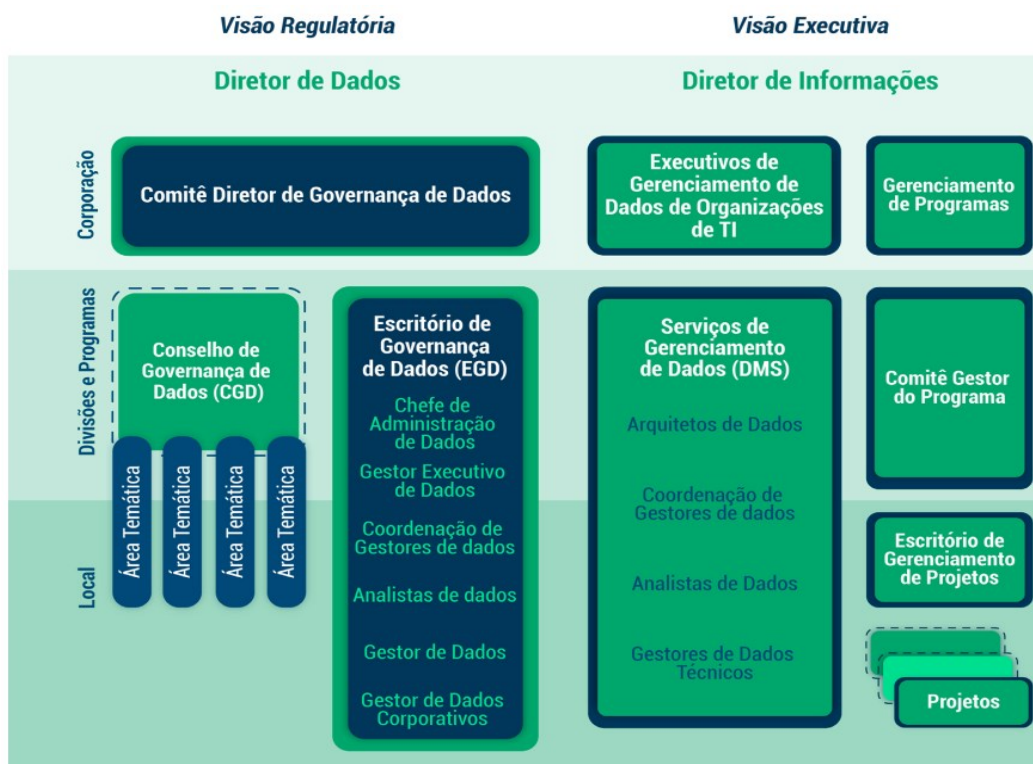 Visão Regulatória
Visão Executiva
Diretor de Dados
Diretor de Informações
Corporação
Comitê Diretor de Governança de Dados
Executivos de
Gerenciamento de
Dados de Organizações
de TI
Gerenciamento
de Programas
Divisões e Programas
Conselho de
Governança de
Dados (CGD)
Escritório de
Governança
de Dados (EGD)
Chefe de
Administração
de Dados
Gestor Executivo
de Dados
Coordenação de
Gestores de dados
Analistas de dados
Gestor de Dados
Gestor de Dados
Corporativos
Serviços de
Gerenciamento
de Dados (DMS)
Arquitetos de Dados
Coordenação de
Gestores de dados
Analistas de Dados
Gestores de Dados
Técnicos
Comitê Gestor
do Programa
Local
Área Temática
Área Temática
Área Temática
Área Temática
Escritório de
Gerenciamento
de Projetos
Projetos